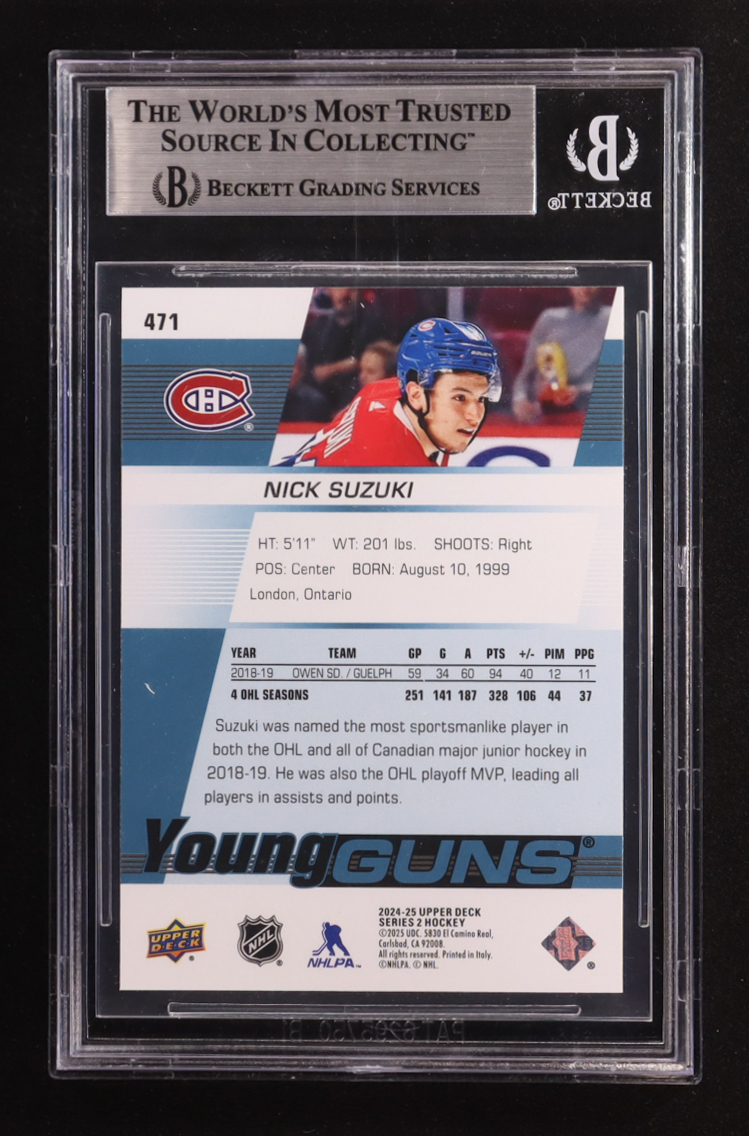 THE WORLD'S MOST TRUSTED
SOURCE IN COLLECTING™
B BECKETT GRADING SERVICES
B
BECKETT®
471
NICK SUZUKI
HT: 5'11" WT: 201 lbs. SHOOTS: Right
POS: Center BORN: August 10, 1999
London, Ontario
YEAR TEAM GP G A PTS +/- PIM PPG
2018-19 OWEN SD. / GUELPH 59 34 60 94 40 12 11
4 OHL SEASONS 251 141 187 328 106 44 37
Suzuki was named the most sportsmanlike player in
both the OHL and all of Canadian major junior hockey in
2018-19. He was also the OHL playoff MVP, leading all
players in assists and points.
Young GUNS®
UPPER DECK
NHL
NHLPA™
2024-25 UPPER DECK
SERIES 2 HOCKEY
©2025 UDC. 5830 El Camino Real,
Carlsbad, CA 92008.
All rights reserved. Printed in Italy.
©NHLPA. © NHL.